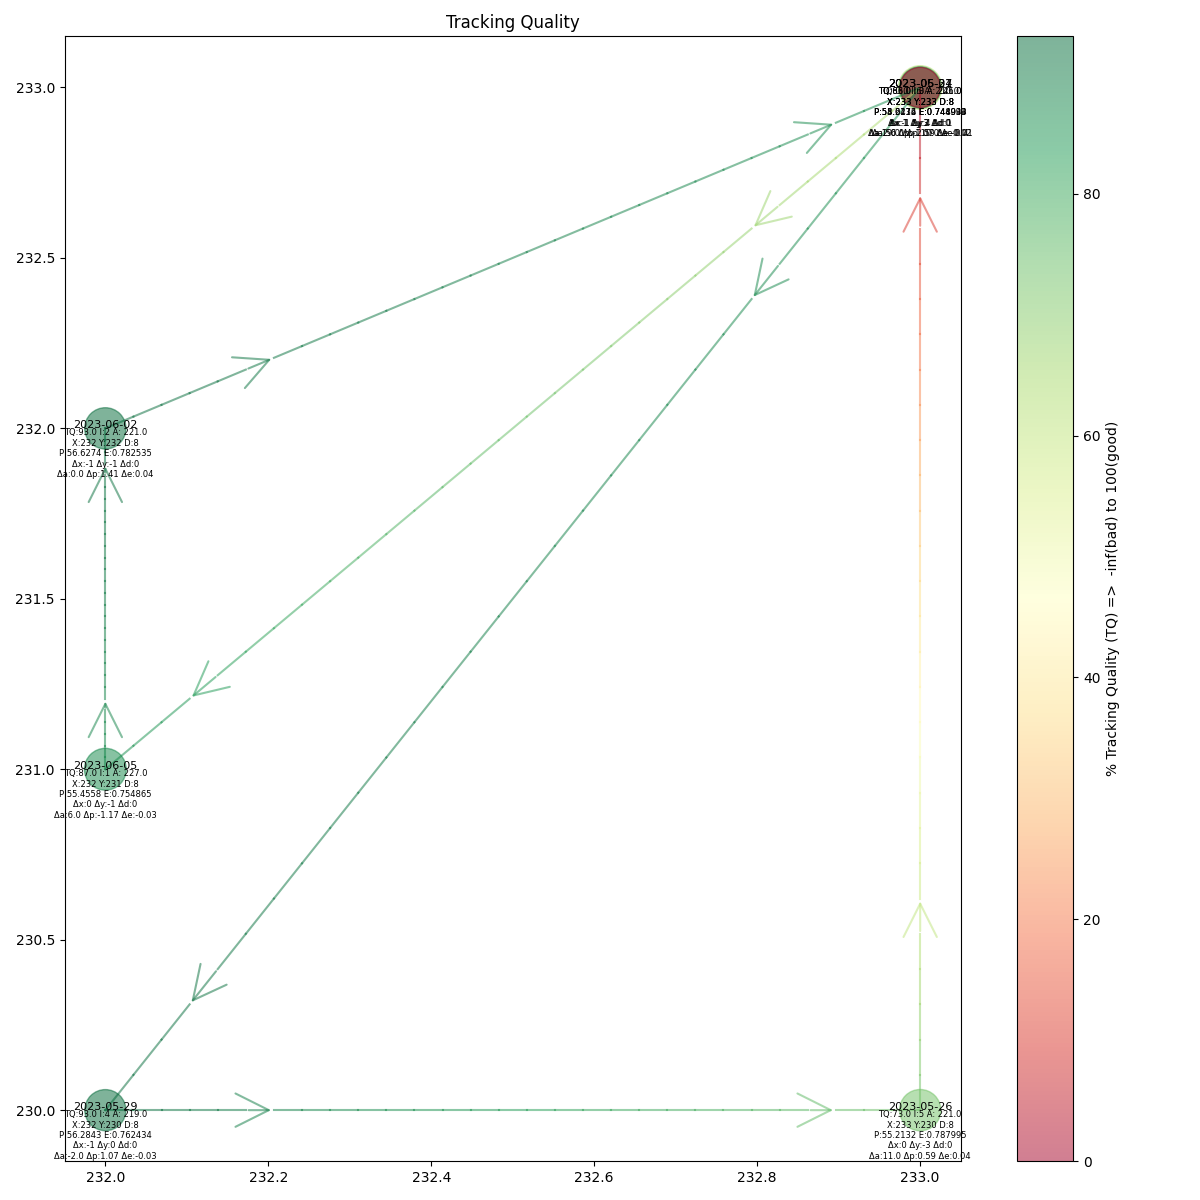 Tracking Quality
233.0
232.5
232.0
231.5
231.0
230.5
230.0
232.0
232.2
232.4
232.6
232.8
233.0
X:233 Y:233 D:8
2023-06-02
TQ:93.0 I:2 A: 221.0
X:232 Y:232 D:8
P:56.6274 E:0.782535
Δx:-1 Δy:-1 Δd:0
Δa:0.0 Δp:1.41 Δe:0.04
2023-06-05
TQ:87.0 I:1 A: 227.0
X:232 Y:231 D:8
P:55.4558 E:0.754865
Δx:0 Δy:-1 Δd:0
Δa:6.0 Δp:-1.17 Δe:-0.03
2023-05-29
TQ:93.0 I:4 A: 219.0
X:232 Y:230 D:8
P:56.2843 E:0.762434
Δx:-1 Δy:0 Δd:0
Δa:-2.0 Δp:1.07 Δe:-0.03
2023-05-26
TQ:73.0 I:5 A: 221.0
X:233 Y:230 D:8
P:55.2132 E:0.787995
Δx:0 Δy:-3 Δd:0
Δa:11.0 Δp:0.59 Δe:0.04
80
60
40
20
0
% Tracking Quality (TQ) => -inf(bad) to 100(good)